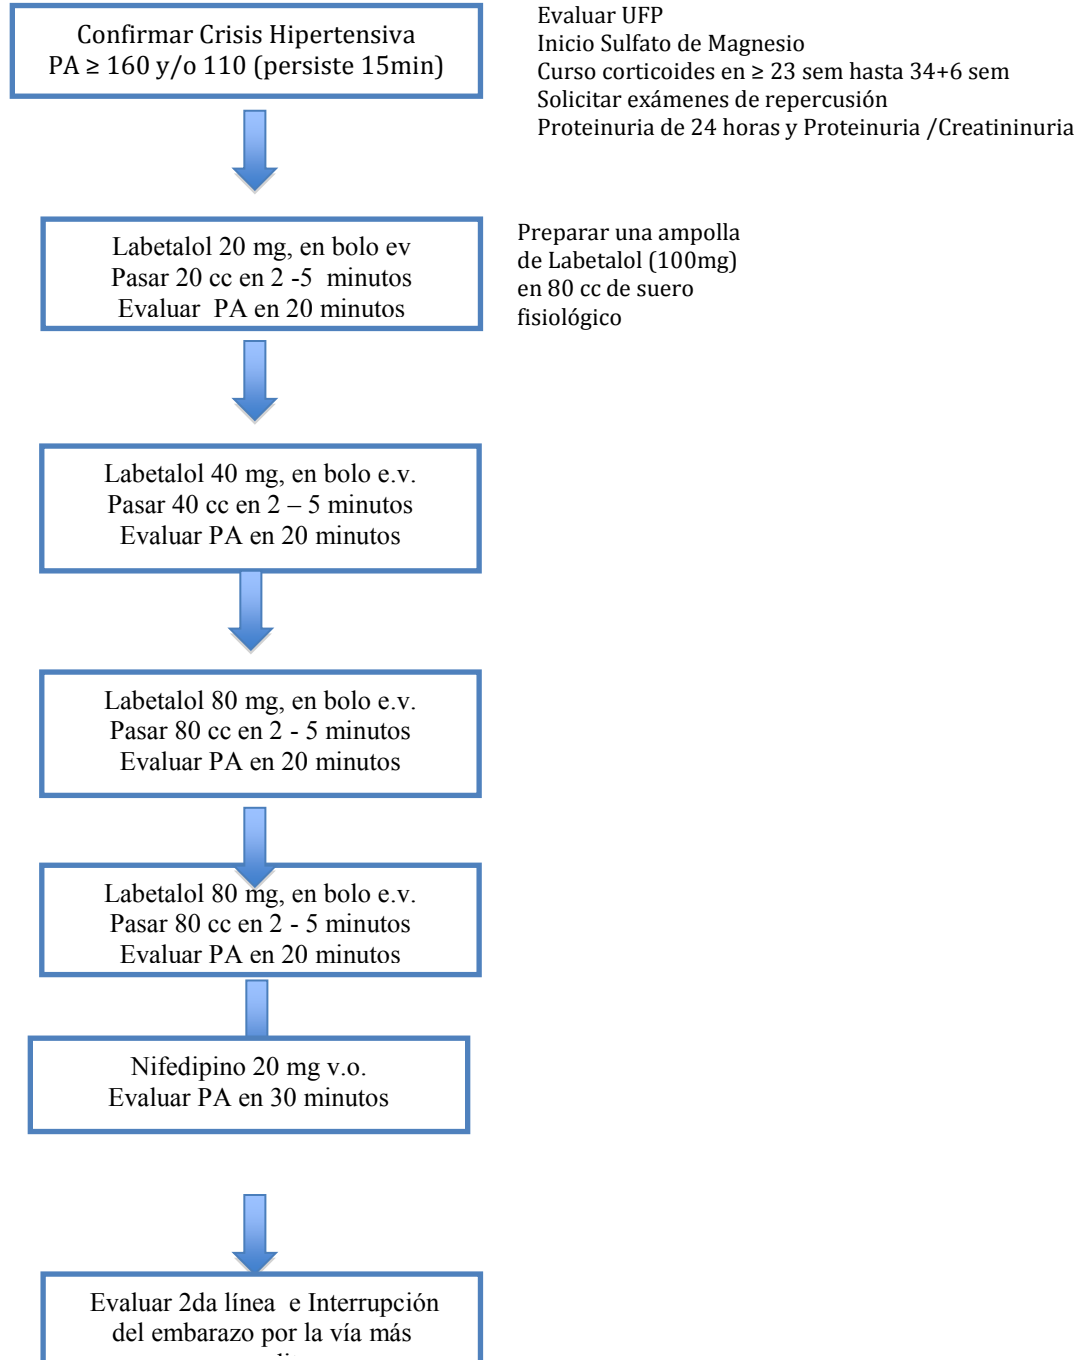 Confirmar Crisis Hipertensiva
PA ≥ 160 y/o 110 (persiste 15min)
Evaluar UFP
Inicio Sulfato de Magnesio
Curso corticoides en ≥ 23 sem hasta 34+6 sem
Solicitar exámenes de repercusión
Proteinuria de 24 horas y Proteinuria /Creatininuria
Labetalol 20 mg, en bolo ev
Pasar 20 cc en 2 -5 minutos
Evaluar PA en 20 minutos
Preparar una ampolla
de Labetalol (100mg)
en 80 cc de suero
fisiológico
Labetalol 40 mg, en bolo e.v.
Pasar 40 cc en 2 – 5 minutos
Evaluar PA en 20 minutos
Labetalol 80 mg, en bolo e.v.
Pasar 80 cc en 2 - 5 minutos
Evaluar PA en 20 minutos
Labetalol 80 mg, en bolo e.v.
Pasar 80 cc en 2 - 5 minutos
Evaluar PA en 20 minutos
Nifedipino 20 mg v.o.
Evaluar PA en 30 minutos
Evaluar 2da línea e Interrupción
del embarazo por la vía más